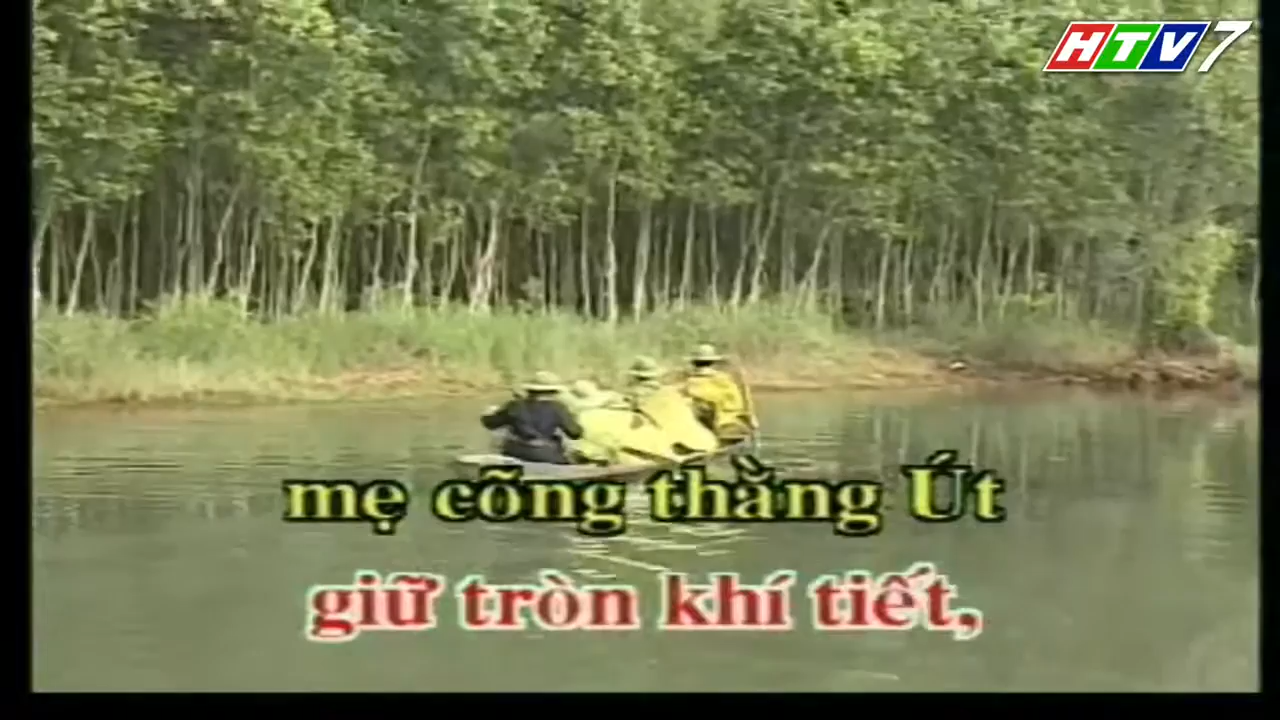 HTV7
mẹ cõng thằng Út
giữ tròn khí tiết,